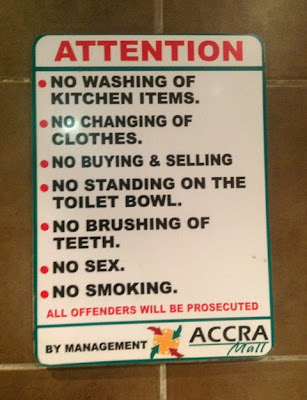 ATTENTION
NO WASHING OF
KITCHEN ITEMS.
NO CHANGING OF
CLOTHES.
NO BUYING & SELLING
NO STANDING ON THE
TOILET BOWL.
NO BRUSHING OF
TEETH.
NO SEX.
NO SMOKING.
ALL OFFENDERS WILL BE PROSECUTED
BY MANAGEMENT ACCRA
Mall